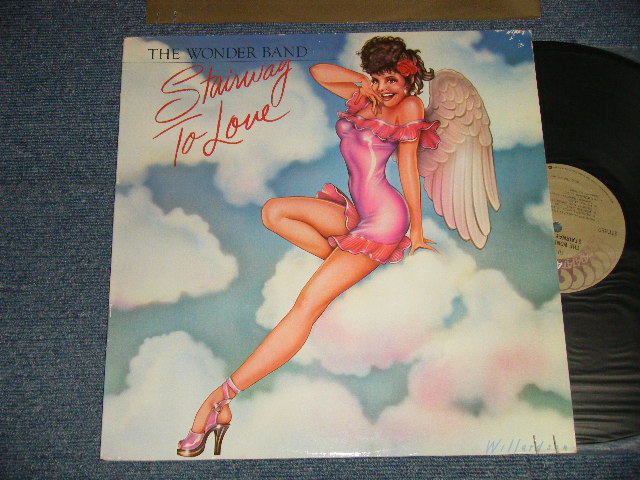 THE WONDER BAND
Stairway
To Love